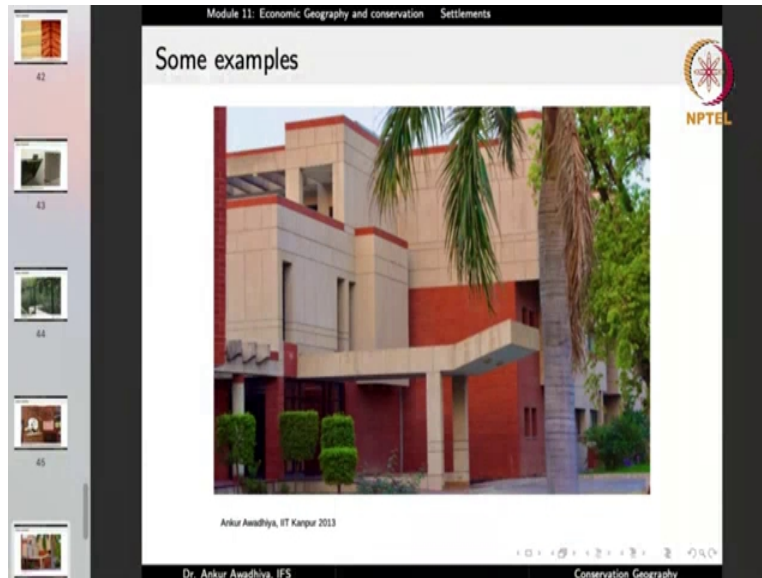 Module 11: Economic Geography and conservation Settlements
Some examples
NPTEL
42
43
44
45
Ankur Awadhiya, IIT Kanpur 2013
Dr. Ankur Awadhiya, IFS Conservation Geography